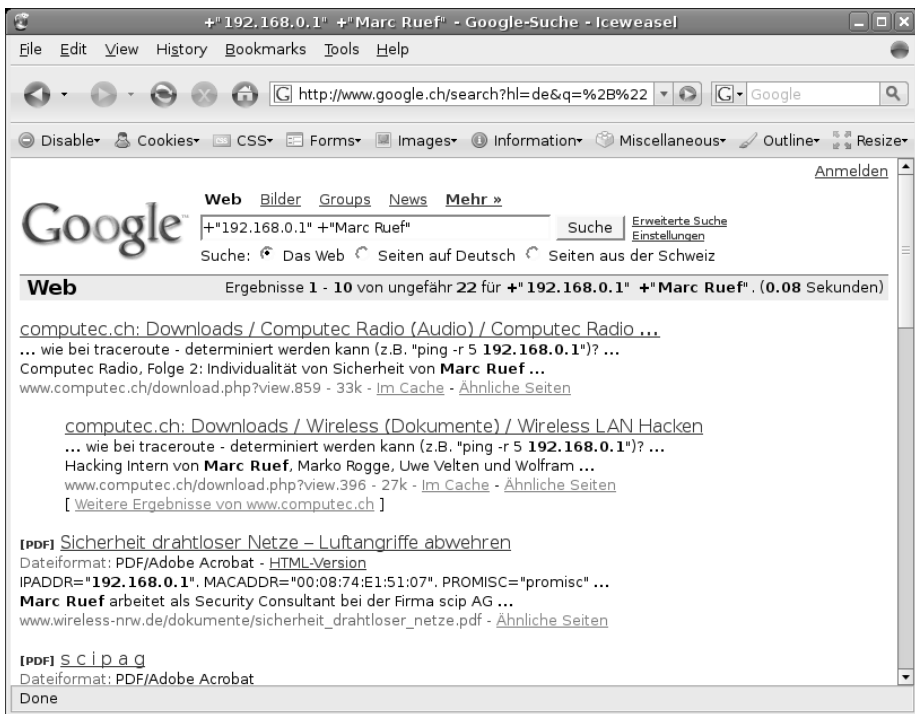 +"192.168.0.1" +"Marc Ruef" - Google-Suche - Iceweasel
File Edit View History Bookmarks Tools Help
G http://www.google.ch/search?hl=de&q=%2B%22 G Google
Disable Cookies CSS Forms Images Information Miscellaneous Outline Resize
Anmelden
Google™
Web Bilder Groups News Mehr »
+"192.168.0.1" +"Marc Ruef" Suche Erweiterte Suche
Einstellungen
Suche: Das Web Seiten auf Deutsch Seiten aus der Schweiz
Web Ergebnisse 1 - 10 von ungefähr 22 für +"192.168.0.1" +"Marc Ruef". (0.08 Sekunden)
computec.ch: Downloads / Computec Radio (Audio) / Computec Radio ...
... wie bei traceroute - determiniert werden kann (z.B. "ping -r 5 192.168.0.1")? ...
Computec Radio, Folge 2: Individualität von Sicherheit von Marc Ruef ...
www.computec.ch/download.php?view.859 - 33k - Im Cache - Ähnliche Seiten
computec.ch: Downloads / Wireless (Dokumente) / Wireless LAN Hacken
... wie bei traceroute - determiniert werden kann (z.B. "ping -r 5 192.168.0.1")? ...
Hacking Intern von Marc Ruef, Marko Rogge, Uwe Velten und Wolfram ...
www.computec.ch/download.php?view.396 - 27k - Im Cache - Ähnliche Seiten
[ Weitere Ergebnisse von www.computec.ch ]
[PDF] Sicherheit drahtloser Netze – Luftangriffe abwehren
Dateiformat: PDF/Adobe Acrobat - HTML-Version
IPADDR="192.168.0.1". MACADDR="00:08:74:E1:51:07". PROMISC="promisc" ...
Marc Ruef arbeitet als Security Consultant bei der Firma scip AG ...
www.wireless-nrw.de/dokumente/sicherheit_drahtloser_netze.pdf - Ähnliche Seiten
[PDF] s c i p a g
Dateiformat: PDF/Adobe Acrobat
Done